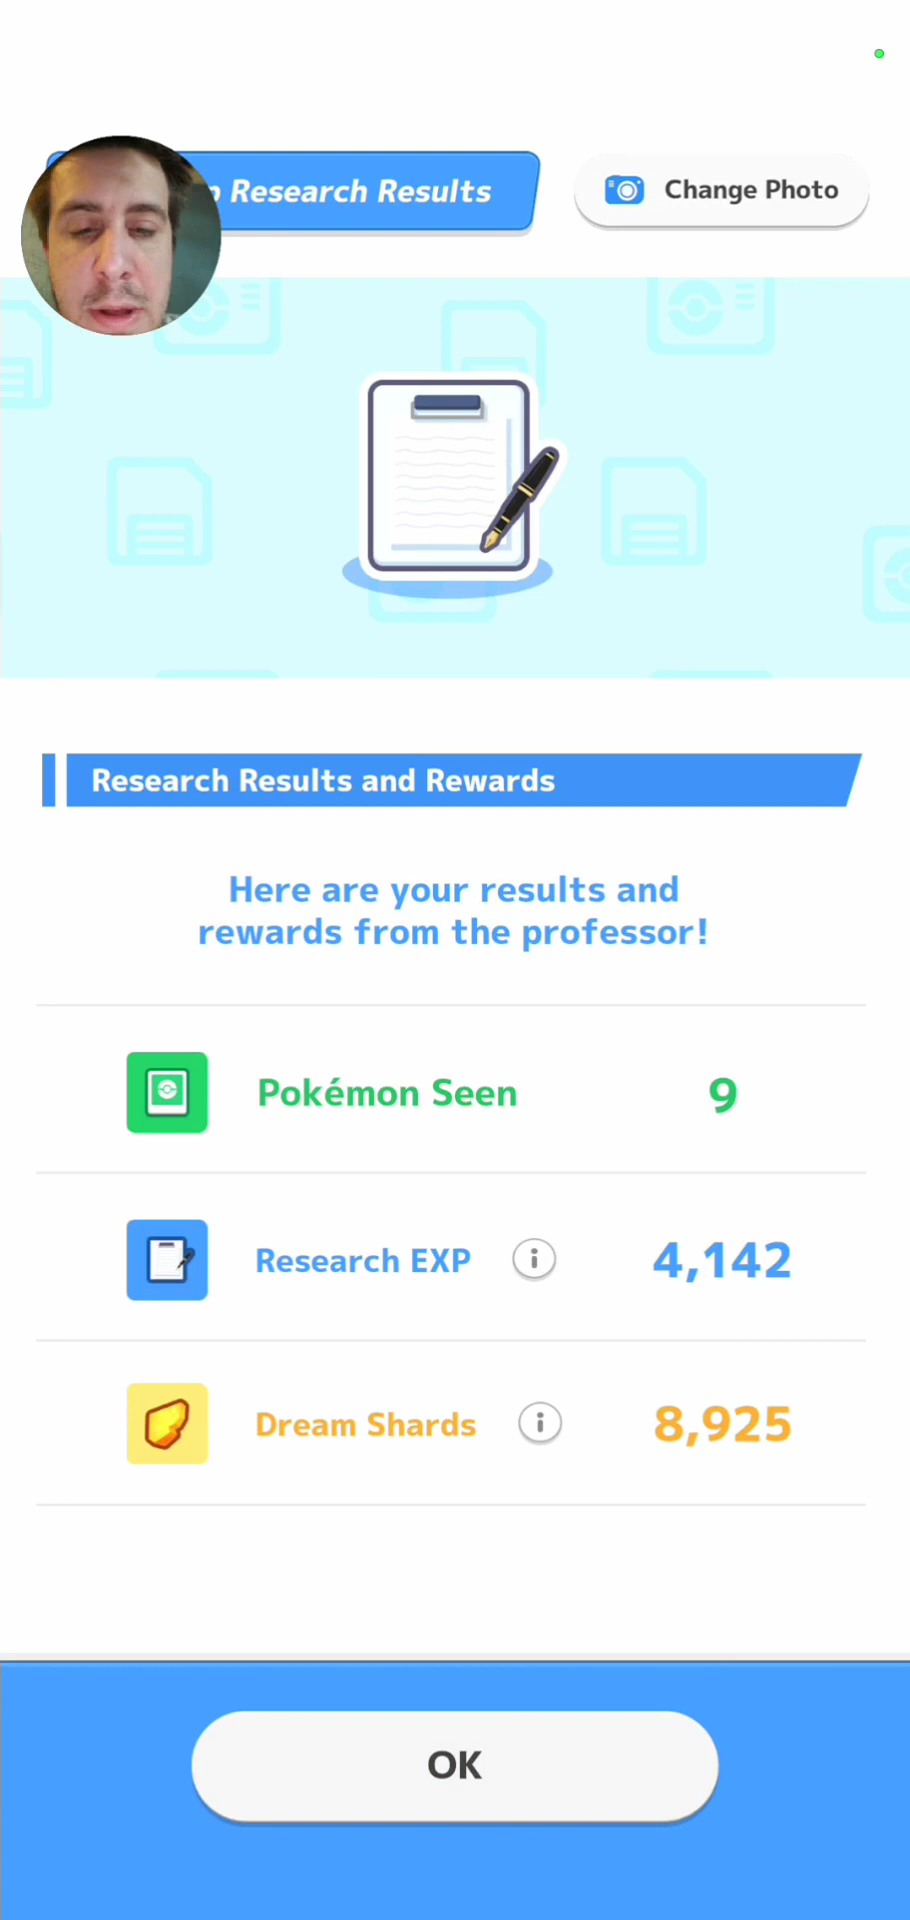 Research Results
Change Photo
Research Results and Rewards
Here are your results and
rewards from the professor!
Pokémon Seen 9
Research EXP 4,142
Dream Shards 8,925
OK